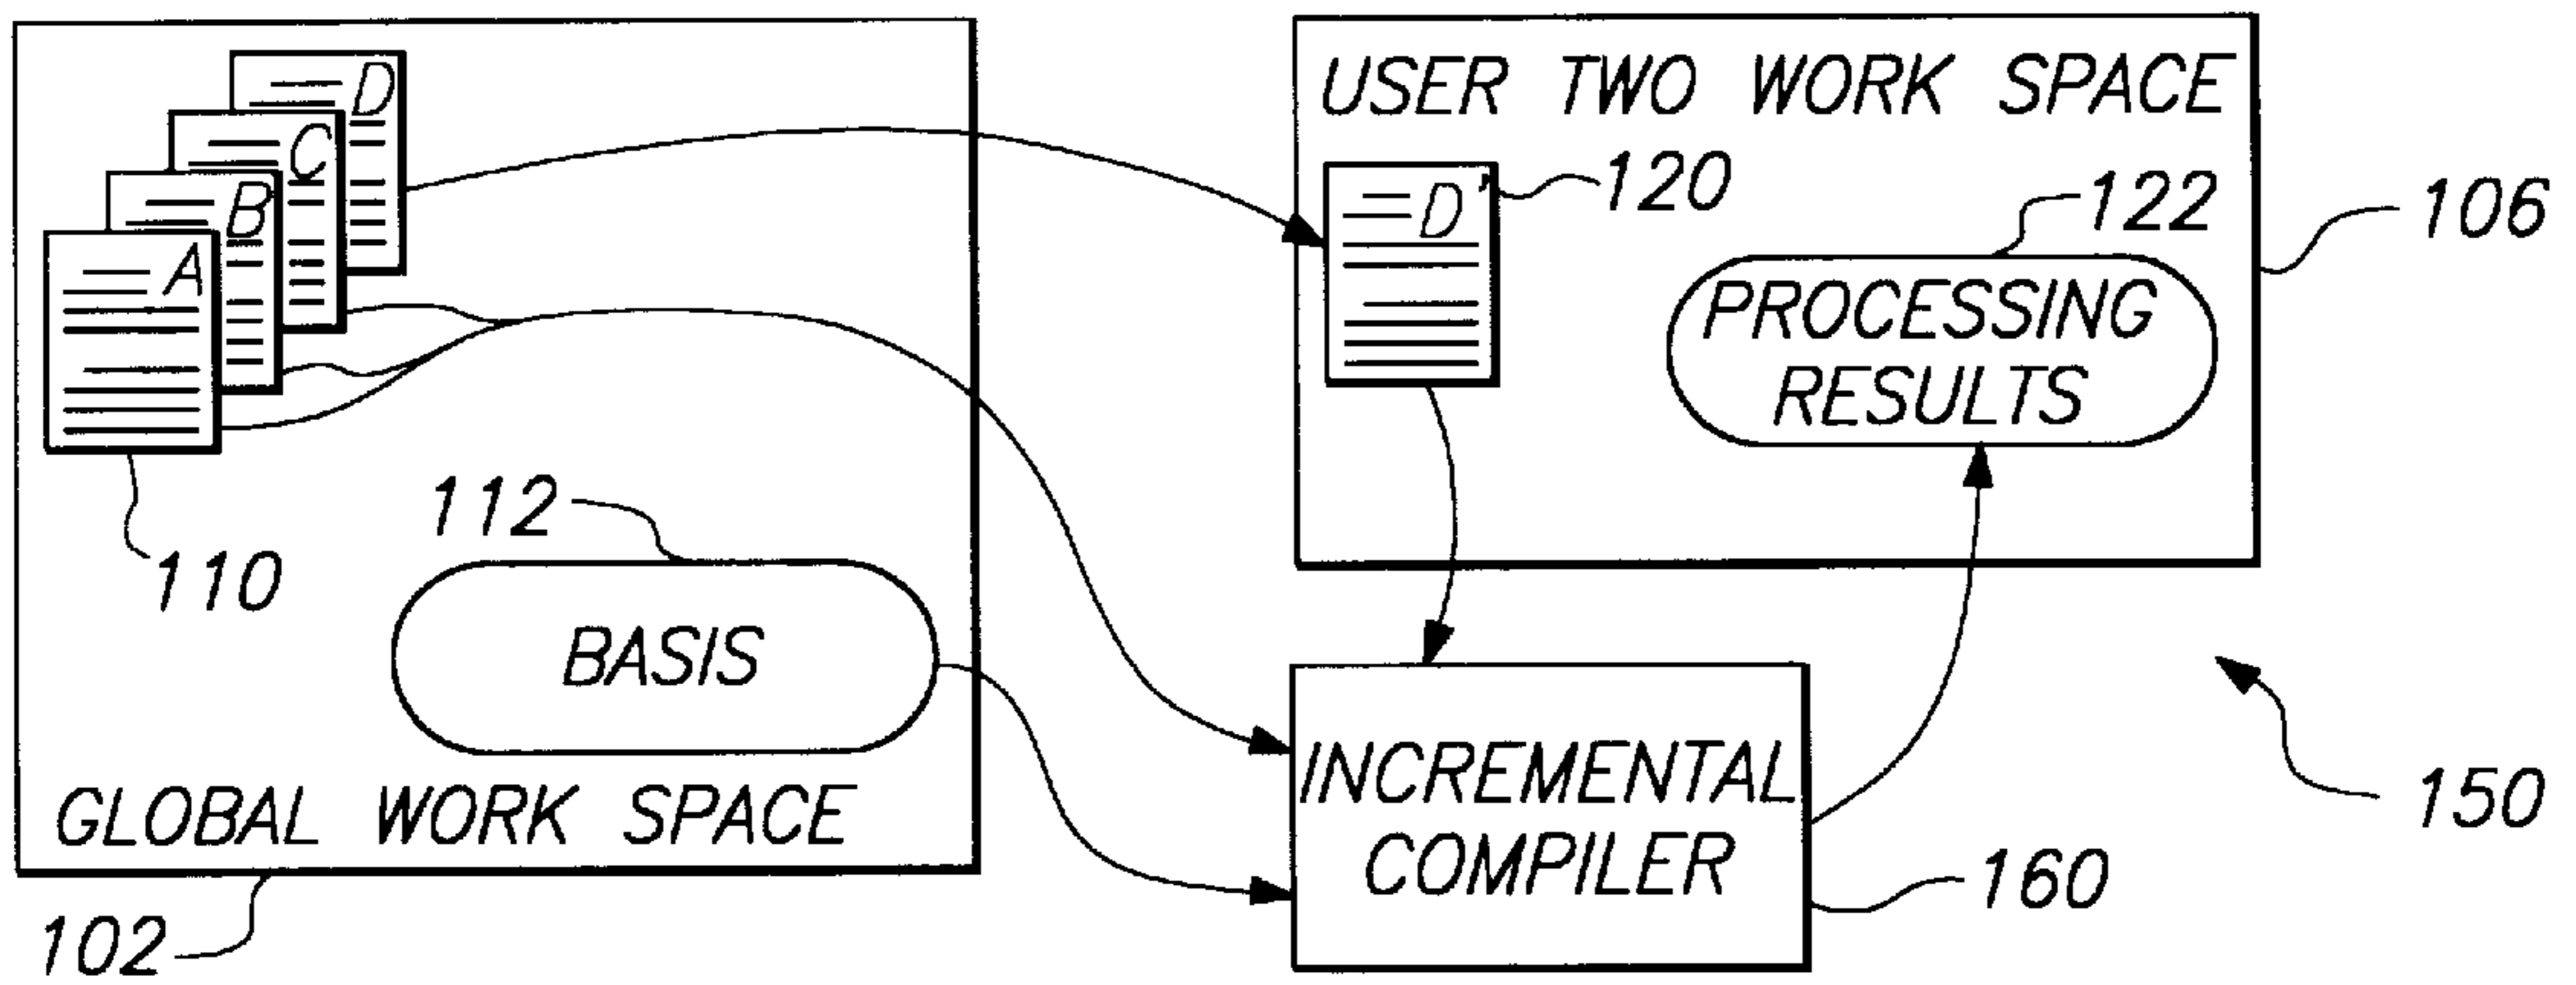 D
C
B
A
110
112
BASIS
GLOBAL WORK SPACE
102
USER TWO WORK SPACE
D'
120
122
PROCESSING
RESULTS
106
INCREMENTAL
COMPILER
160
150